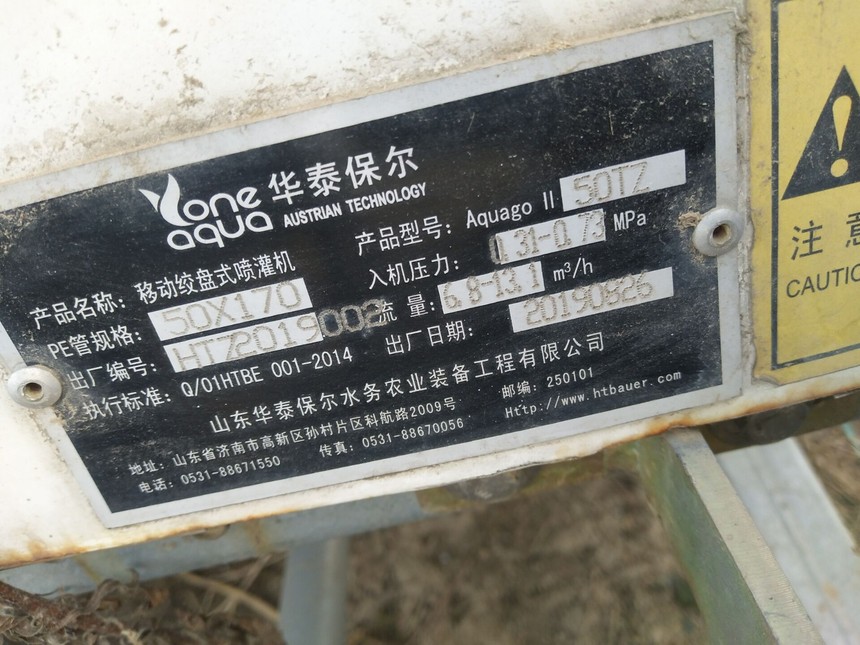 one aqua 华泰保尔
AUSTRIAN TECHNOLOGY
产品名称: 移动绞盘式喷灌机
产品型号: Aquago II 50TZ
PE管规格: 50X170
入机压力: 0.31-0.73 MPa
出厂编号: HTZ2019002
流 量: 6.8-13.1 m³/h
执行标准: Q/01HTBE 001-2014
出厂日期: 20190826
山东华泰保尔水务农业装备工程有限公司
地址: 山东省济南市高新区孙村片区科航路2009号
邮编: 250101
电话: 0531-88671550
传真: 0531-88670056
Http://www.htbauer.com
注意
CAUTIO